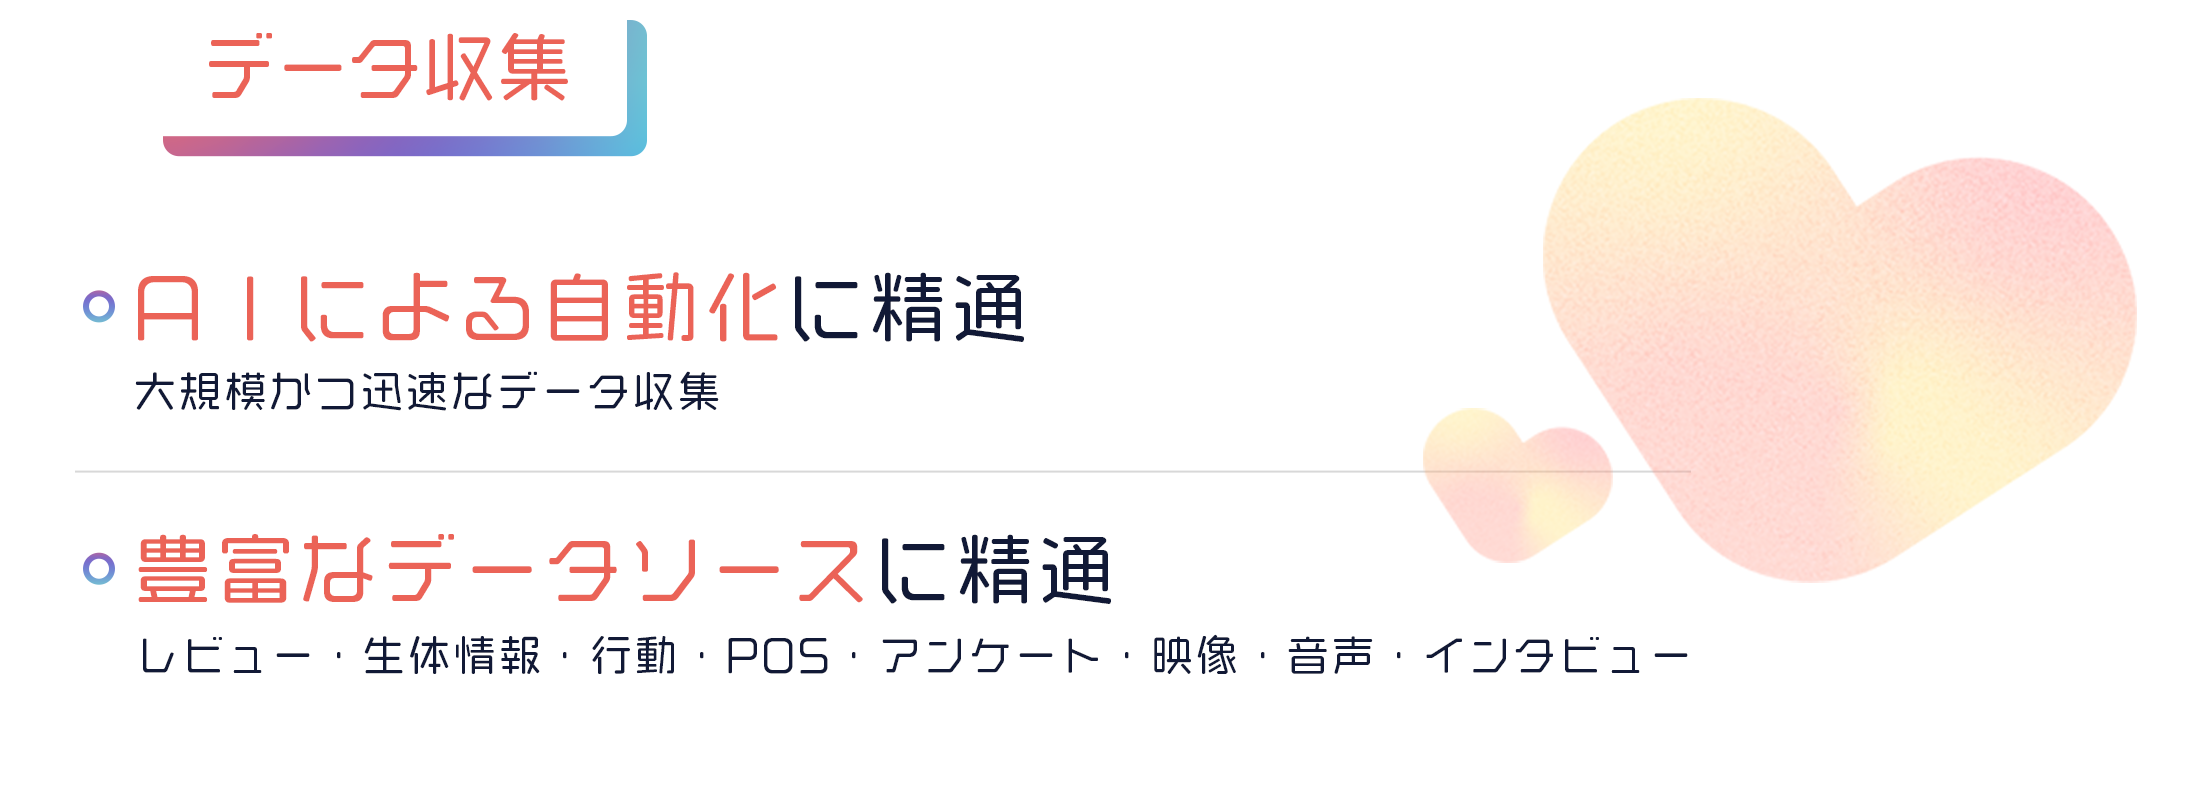 データ収集
AIによる自動化に精通
大規模かつ迅速なデータ収集
豊富なデータソースに精通
レビュー・生体情報・行動・POS・アンケート・映像・音声・インタビュー